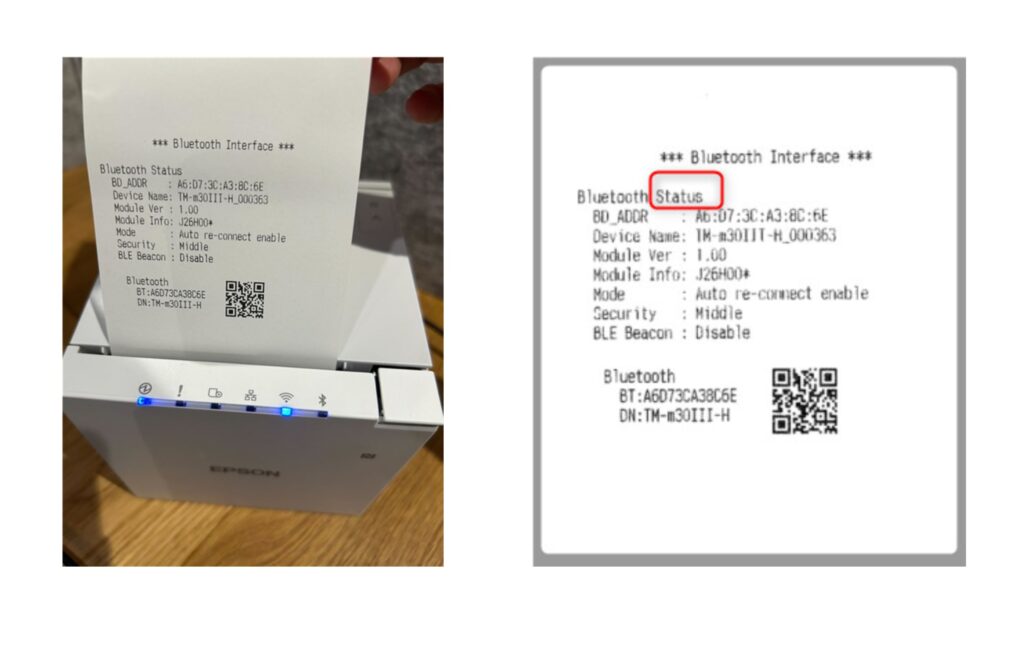 *** Bluetooth Interface ***
Bluetooth Status
BD_ADDR : A6:D7:3C:A3:8C:6E
Device Name: TM-m30III-H_000363
Module Ver : 1.00
Module Info: J26H00*
Mode : Auto re-connect enable
Security : Middle
BLE Beacon : Disable
Bluetooth
BT:A6D73CA38C6E
DN:TM-m30III-H
EPSON
*** Bluetooth Interface ***
Bluetooth Status
BD_ADDR : A6:D7:3C:A3:8C:6E
Device Name: TM-m30III-H_000363
Module Ver : 1.00
Module Info: J26H00*
Mode : Auto re-connect enable
Security : Middle
BLE Beacon : Disable
Bluetooth
BT:A6D73CA38C6E
DN:TM-m30III-H